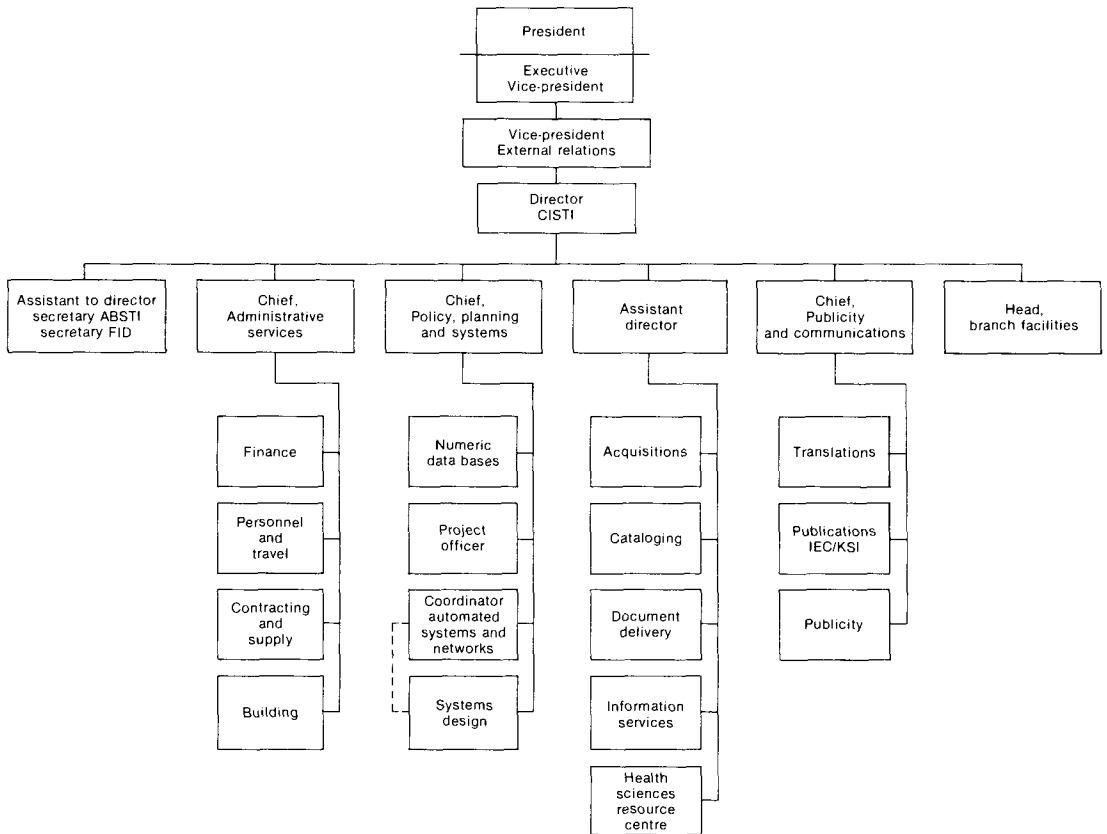 President
Executive
Vice-president
Vice-president
External relations
Director
CISTI
Assistant to director
secretary ABSTI
secretary FID
Chief,
Administrative
services
Chief,
Policy, planning
and systems
Assistant
director
Chief,
Publicity
and communications
Head,
branch facilities
Finance
Personnel
and
travel
Contracting
and
supply
Building
Numeric
data bases
Project
officer
Coordinator
automated
systems and
networks
Systems
design
Acquisitions
Cataloging
Document
delivery
Information
services
Health
sciences
resource
centre
Translations
Publications
IEC/KSI
Publicity